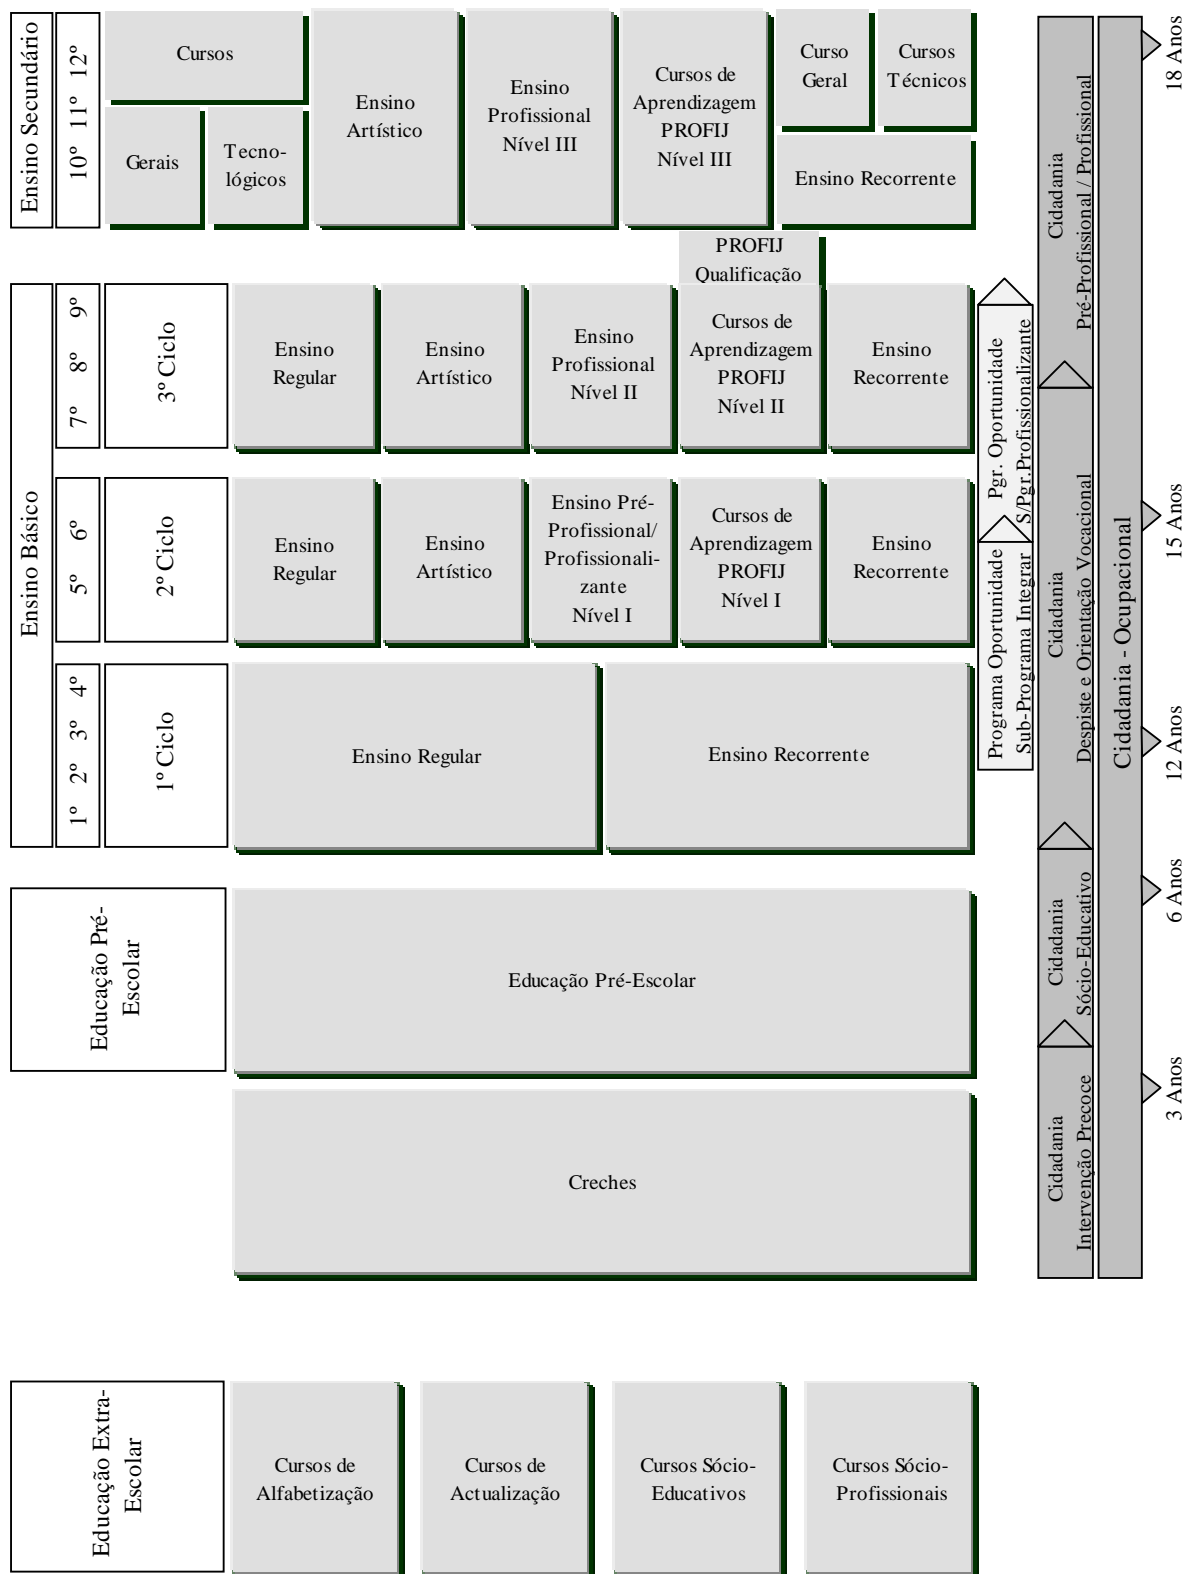 Ensino Secundário
10º 11º 12º
Cursos
Gerais
Tecno-
lógicos
Ensino
Artístico
Ensino
Profissional
Nível III
Cursos de
Aprendizagem
PROFIJ
Nível III
Curso
Geral
Cursos
Técnicos
Ensino Recorrente
PROFIJ
Qualificação
Ensino Básico
7º 8º 9º
3º Ciclo
Ensino
Regular
Ensino
Artístico
Ensino
Profissional
Nível II
Cursos de
Aprendizagem
PROFIJ
Nível II
Ensino
Recorrente
5º 6º
2º Ciclo
Ensino
Regular
Ensino
Artístico
Ensino Pré-
Profissional/
Profissionali-
zante
Nível I
Cursos de
Aprendizagem
PROFIJ
Nível I
Ensino
Recorrente
1º 2º 3º 4º
1º Ciclo
Ensino Regular
Ensino Recorrente
Pgr. Oportunidade
S/Pgr.Profissionalizante
Programa Oportunidade
Sub-Programa Integrar
Cidadania
Pré-Profissional / Profissional
Cidadania
Despiste e Orientação Vocacional
Cidadania
Sócio-Educativo
Cidadania
Intervenção Precoce
Cidadania - Ocupacional
18 Anos
15 Anos
12 Anos
6 Anos
3 Anos
Educação Pré-
Escolar
Educação Pré-Escolar
Creches
Educação Extra-
Escolar
Cursos de
Alfabetização
Cursos de
Actualização
Cursos Sócio-
Educativos
Cursos Sócio-
Profissionais